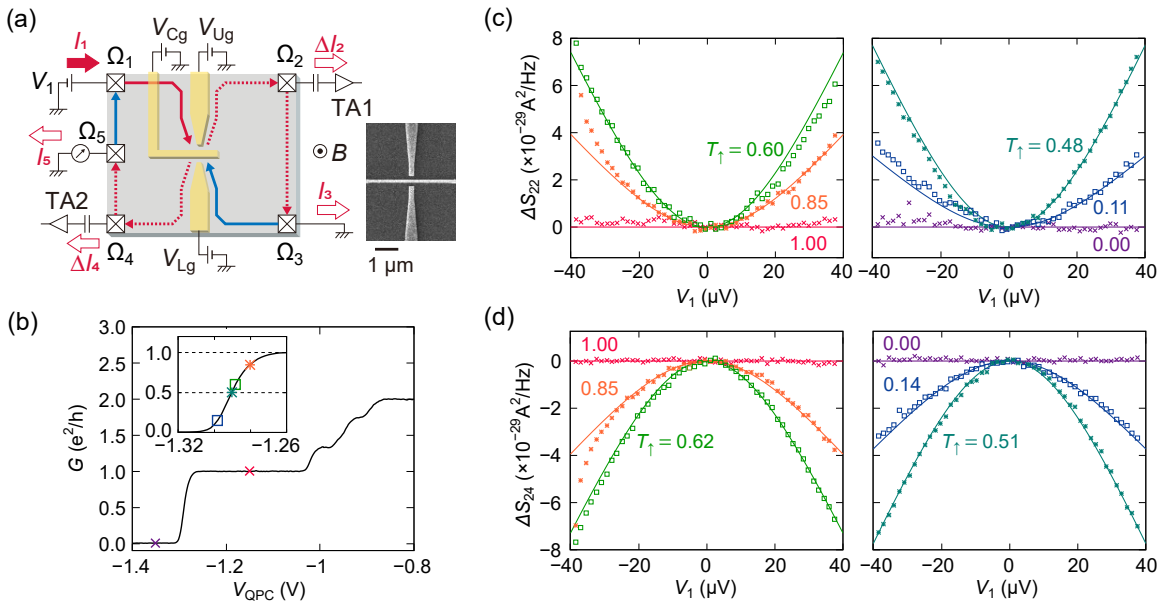 (a)
V_Cg V_Ug
I₁ ΔI₂
Ω₁ Ω₂
V₁
TA1
Ω₅
I₅
B
TA2 I₃
Ω₄ Ω₃
ΔI₄ V_Lg
1 μm
(b)
3.0
2.5
2.0
1.5
1.0
0.5
0.0
G (e²/h)
1.0
0.5
0.0
−1.32 −1.26
−1.4 −1.2 −1 −0.8
V_QPC (V)
(c)
8
6
4
2
0
ΔS₂₂ (×10⁻²⁹A²/Hz)
T↑ = 0.60
0.85
1.00
−40 −20 0 20 40
V₁ (μV)
T↑ = 0.48
0.11
0.00
−40 −20 0 20 40
V₁ (μV)
(d)
0
−2
−4
−6
−8
ΔS₂₄ (×10⁻²⁹A²/Hz)
1.00
0.85
T↑ = 0.62
−40 −20 0 20 40
V₁ (μV)
0.00
0.14
T↑ = 0.51
−40 −20 0 20 40
V₁ (μV)